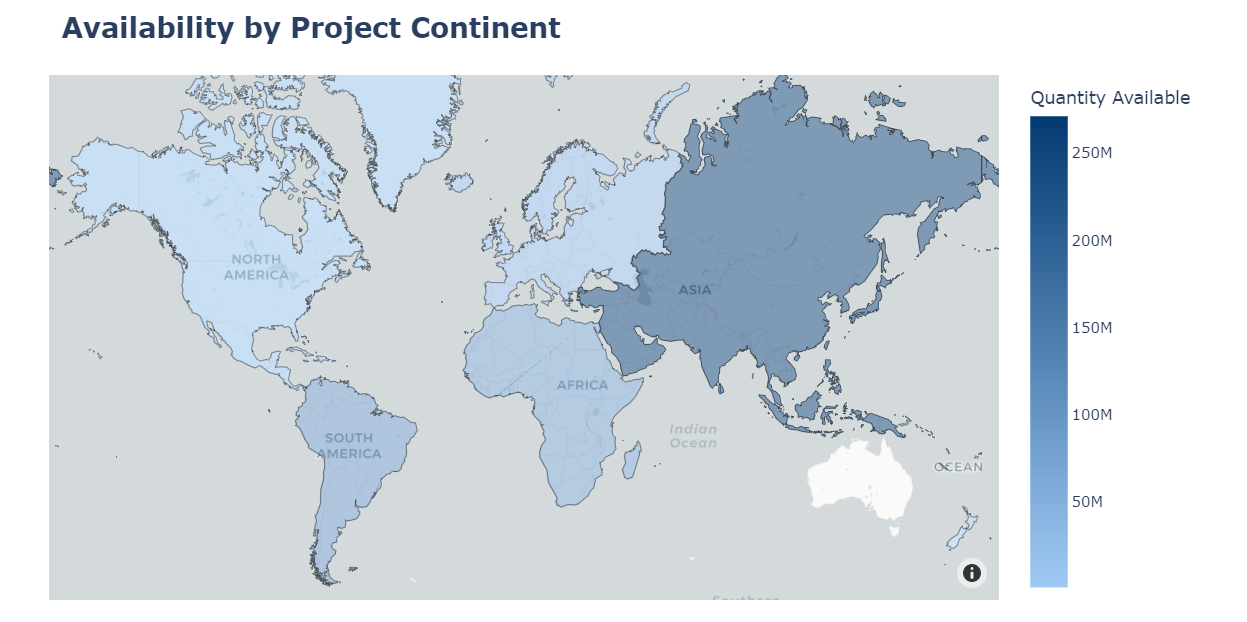 Availability by Project Continent
Quantity Available
250M
200M
150M
100M
50M
NORTH
AMERICA
ASIA
AFRICA
SOUTH
AMERICA
Indian
Ocean
OCEAN